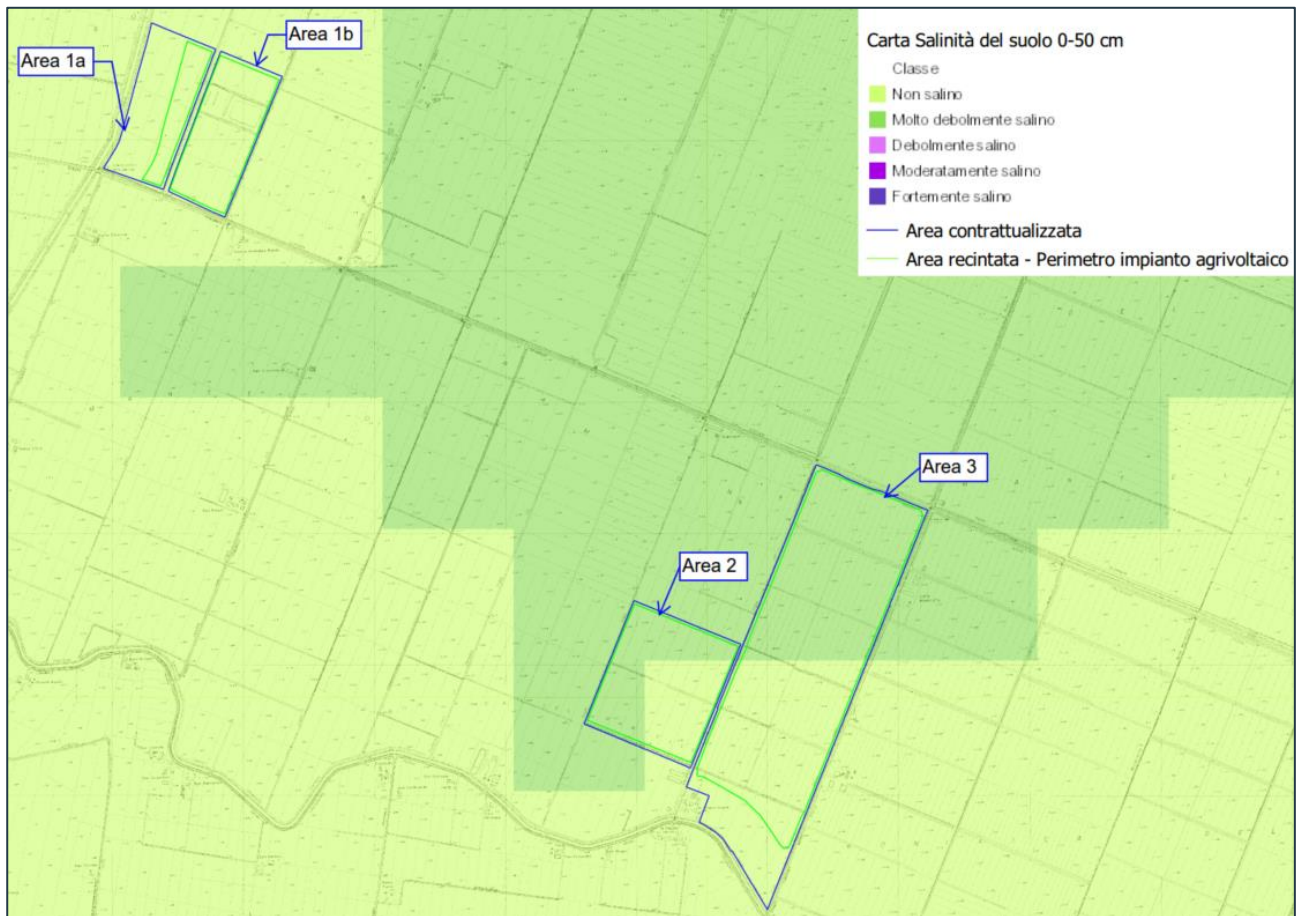 Area 1b
Area 1a
Carta Salinità del suolo 0-50 cm
Classe
Non salino
Molto debolmente salino
Debolmente salino
Moderatamente salino
Fortemente salino
Area contrattualizzata
Area recintata - Perimetro impianto agrivoltaico
Area 3
Area 2